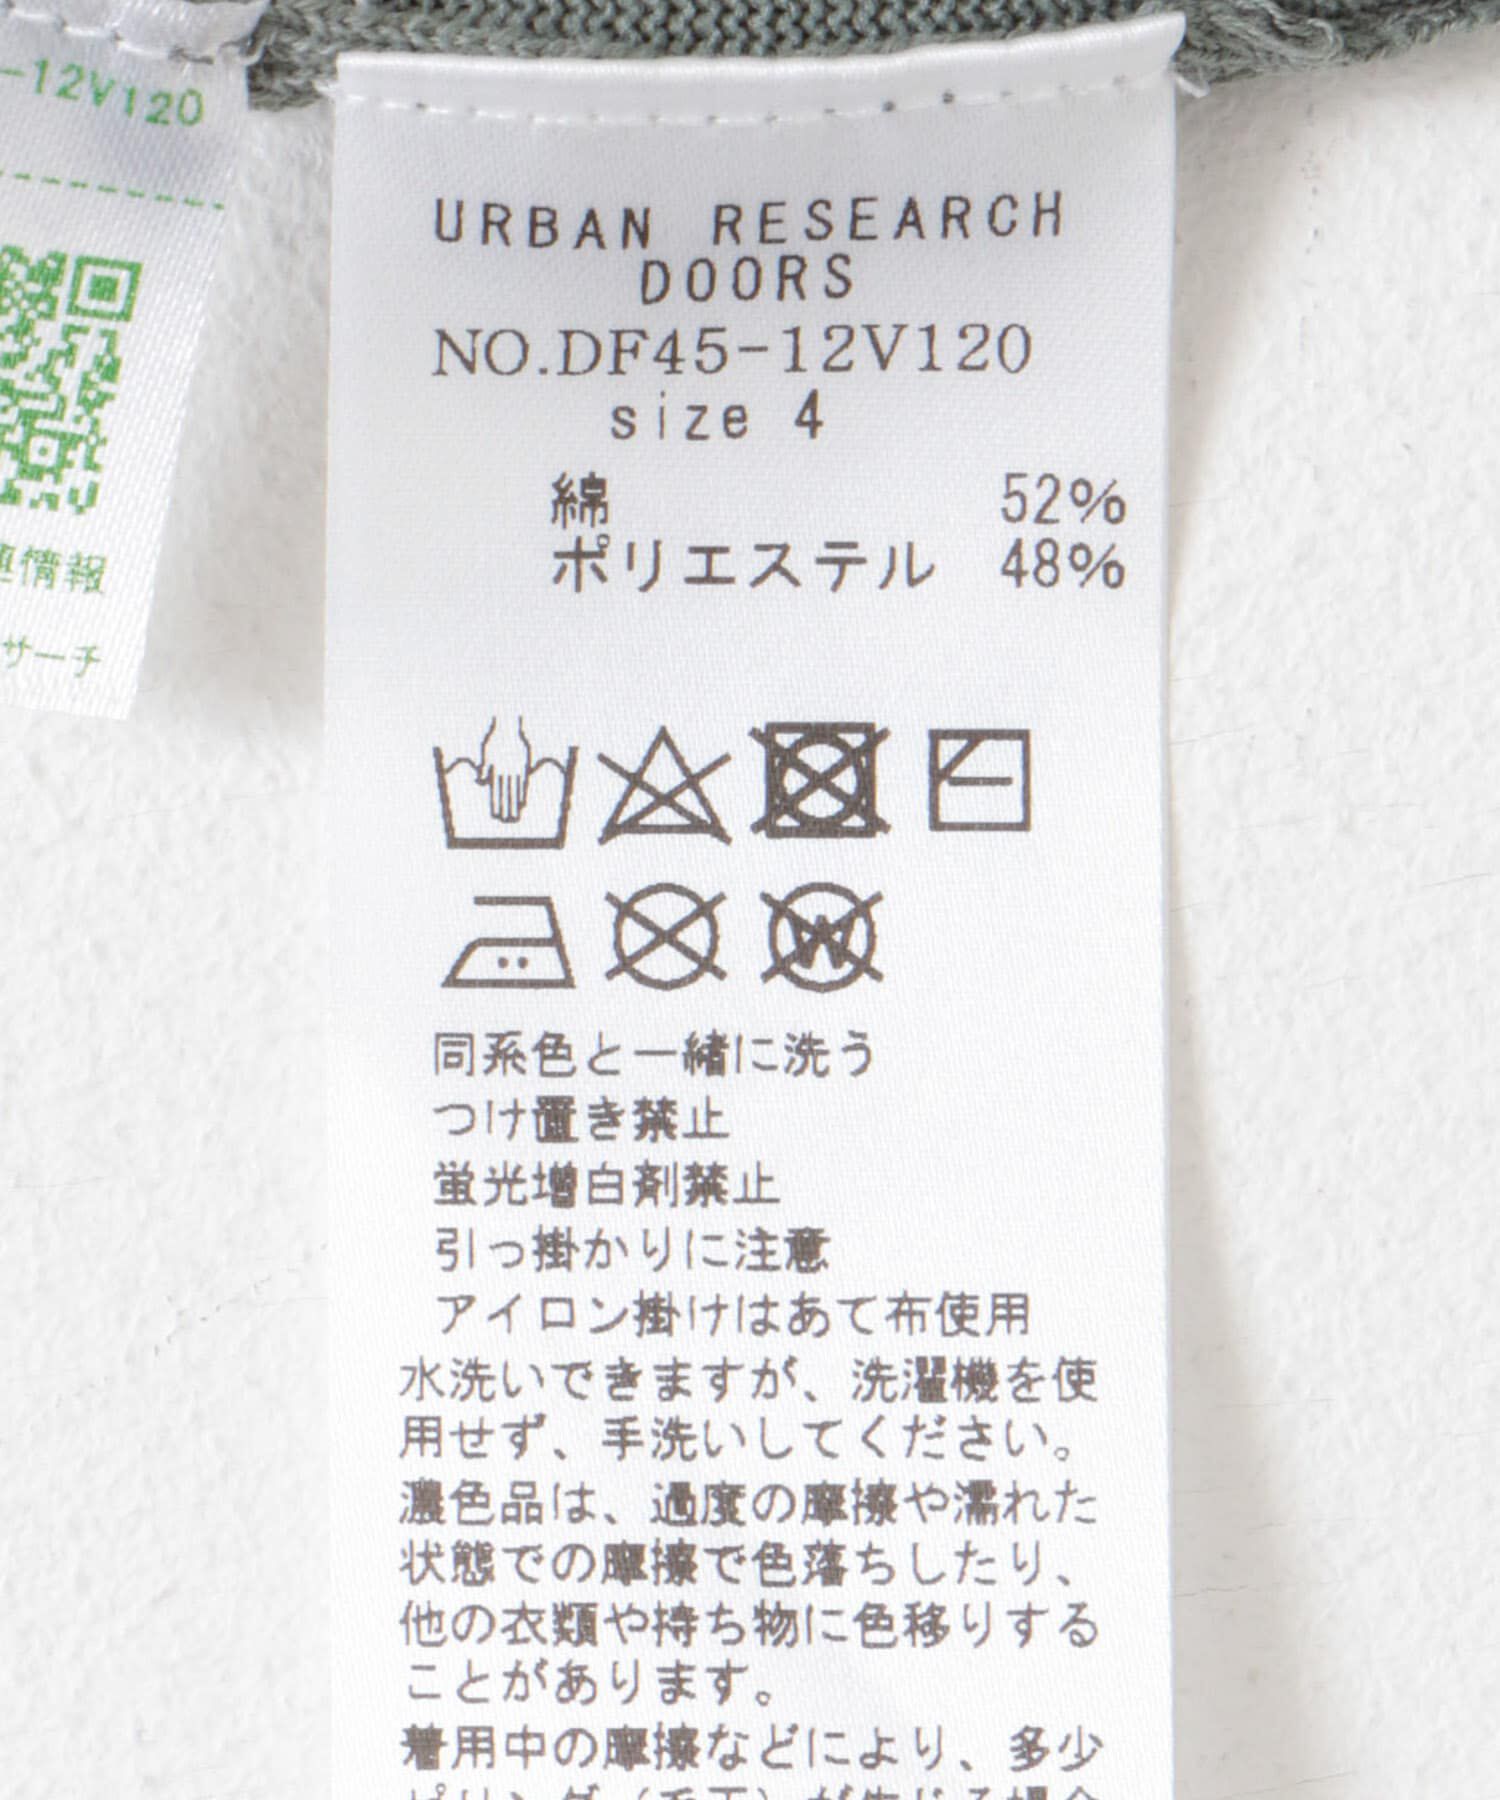 -12V120
情報
サーチ
URBAN RESEARCH
DOORS
NO.DF45-12V120
size 4
綿 52%
ポリエステル 48%
同系色と一緒に洗う
つけ置き禁止
蛍光増白剤禁止
引っ掛かりに注意
アイロン掛けはあて布使用
水洗いできますが、洗濯機を使
用せず、手洗いしてください。
濃色品は、過度の摩擦や濡れた
状態での摩擦で色落ちしたり、
他の衣類や持ち物に色移りする
ことがあります。
着用中の摩擦などにより、多少